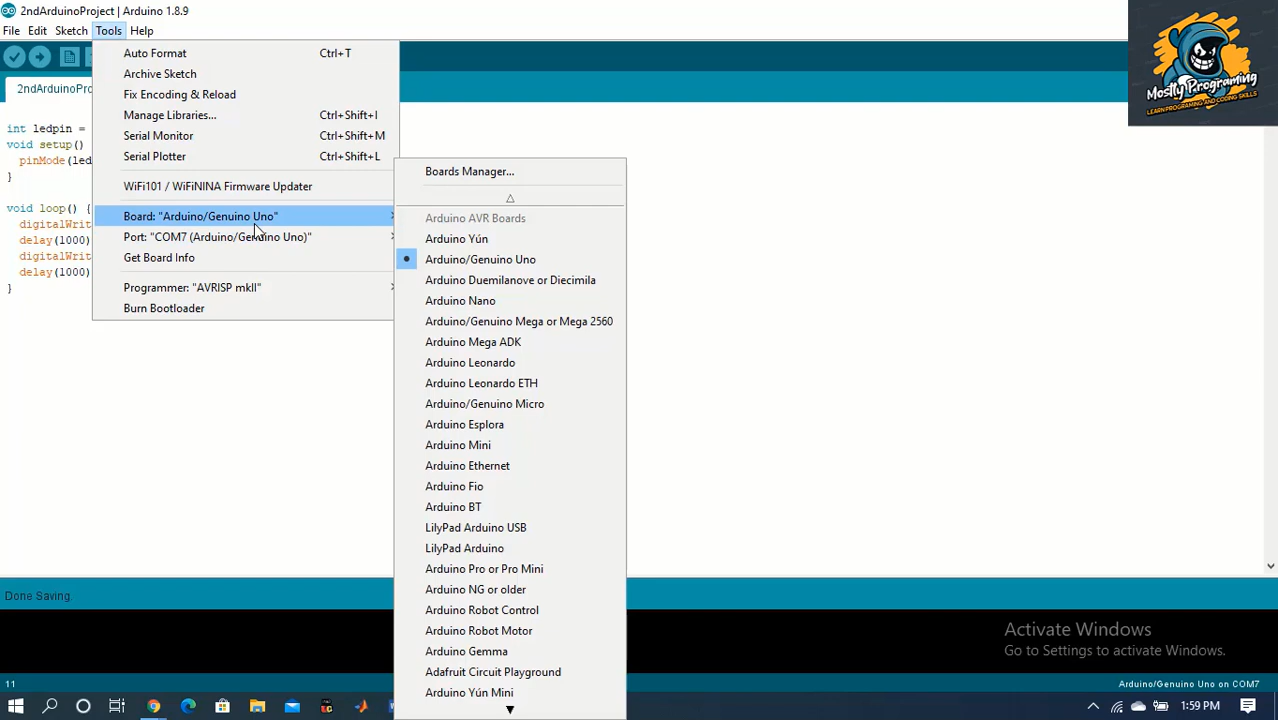 2ndArduinoProject | Arduino 1.8.9
File Edit Sketch Tools Help
Auto Format Ctrl+T
Archive Sketch
Fix Encoding & Reload
Manage Libraries... Ctrl+Shift+I
Serial Monitor Ctrl+Shift+M
Serial Plotter Ctrl+Shift+L
WiFi101 / WiFiNINA Firmware Updater
Board: "Arduino/Genuino Uno"
Port: "COM7 (Arduino/Genuino Uno)"
Get Board Info
Programmer: "AVRISP mkII"
Burn Bootloader
2ndArduinoPro
int ledpin =
void setup()
pinMode(led
}
void loop() {
digitalWrit
delay(1000)
digitalWrit
delay(1000)
}
Boards Manager...
Arduino AVR Boards
Arduino Yún
Arduino/Genuino Uno
Arduino Duemilanove or Diecimila
Arduino Nano
Arduino/Genuino Mega or Mega 2560
Arduino Mega ADK
Arduino Leonardo
Arduino Leonardo ETH
Arduino/Genuino Micro
Arduino Esplora
Arduino Mini
Arduino Ethernet
Arduino Fio
Arduino BT
LilyPad Arduino USB
LilyPad Arduino
Arduino Pro or Pro Mini
Arduino NG or older
Arduino Robot Control
Arduino Robot Motor
Arduino Gemma
Adafruit Circuit Playground
Arduino Yún Mini
Mostly Programing
LEARN PROGRAMING AND CODING SKILLS
Done Saving.
Activate Windows
Go to Settings to activate Windows.
11
Arduino/Genuino Uno on COM7
1:59 PM